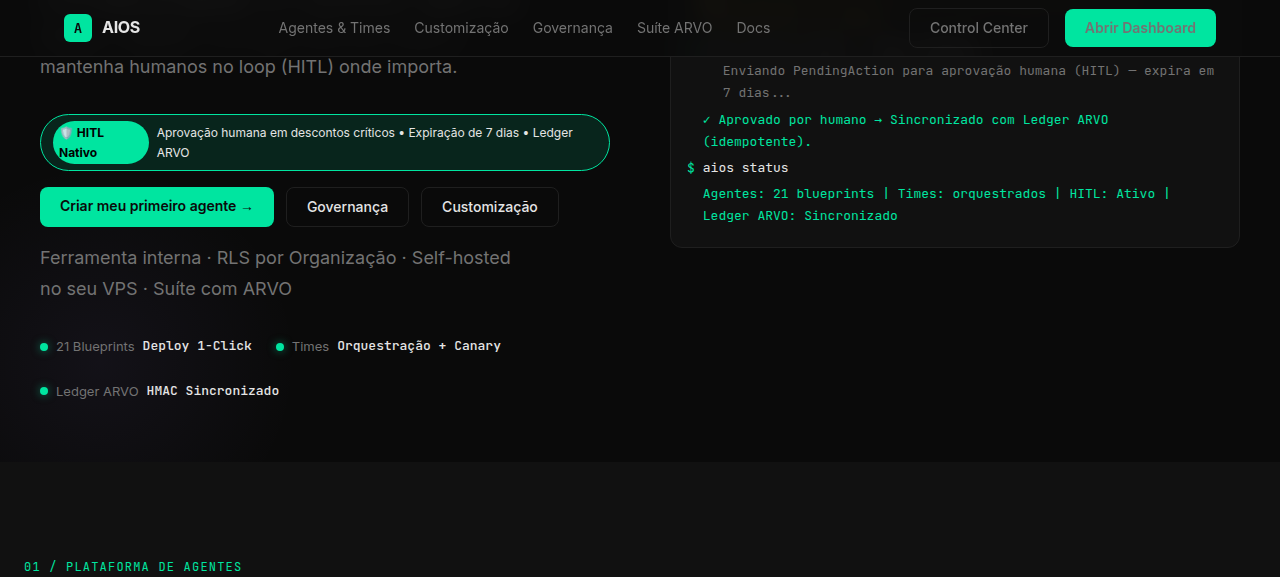 A AIOS
Agentes & Times
Customização
Governança
Suíte ARVO
Docs
Control Center
Abrir Dashboard
mantenha humanos no loop (HITL) onde importa.
🛡️ HITL
Nativo
Aprovação humana em descontos críticos • Expiração de 7 dias • Ledger
ARVO
Criar meu primeiro agente →
Governança
Customização
Ferramenta interna · RLS por Organização · Self-hosted
no seu VPS · Suíte com ARVO
21 Blueprints Deploy 1-Click
Times Orquestração + Canary
Ledger ARVO HMAC Sincronizado
Enviando PendingAction para aprovação humana (HITL) — expira em
7 dias...
✓ Aprovado por humano → Sincronizado com Ledger ARVO
(idempotente).
$ aios status
Agentes: 21 blueprints | Times: orquestrados | HITL: Ativo |
Ledger ARVO: Sincronizado
01 / PLATAFORMA DE AGENTES